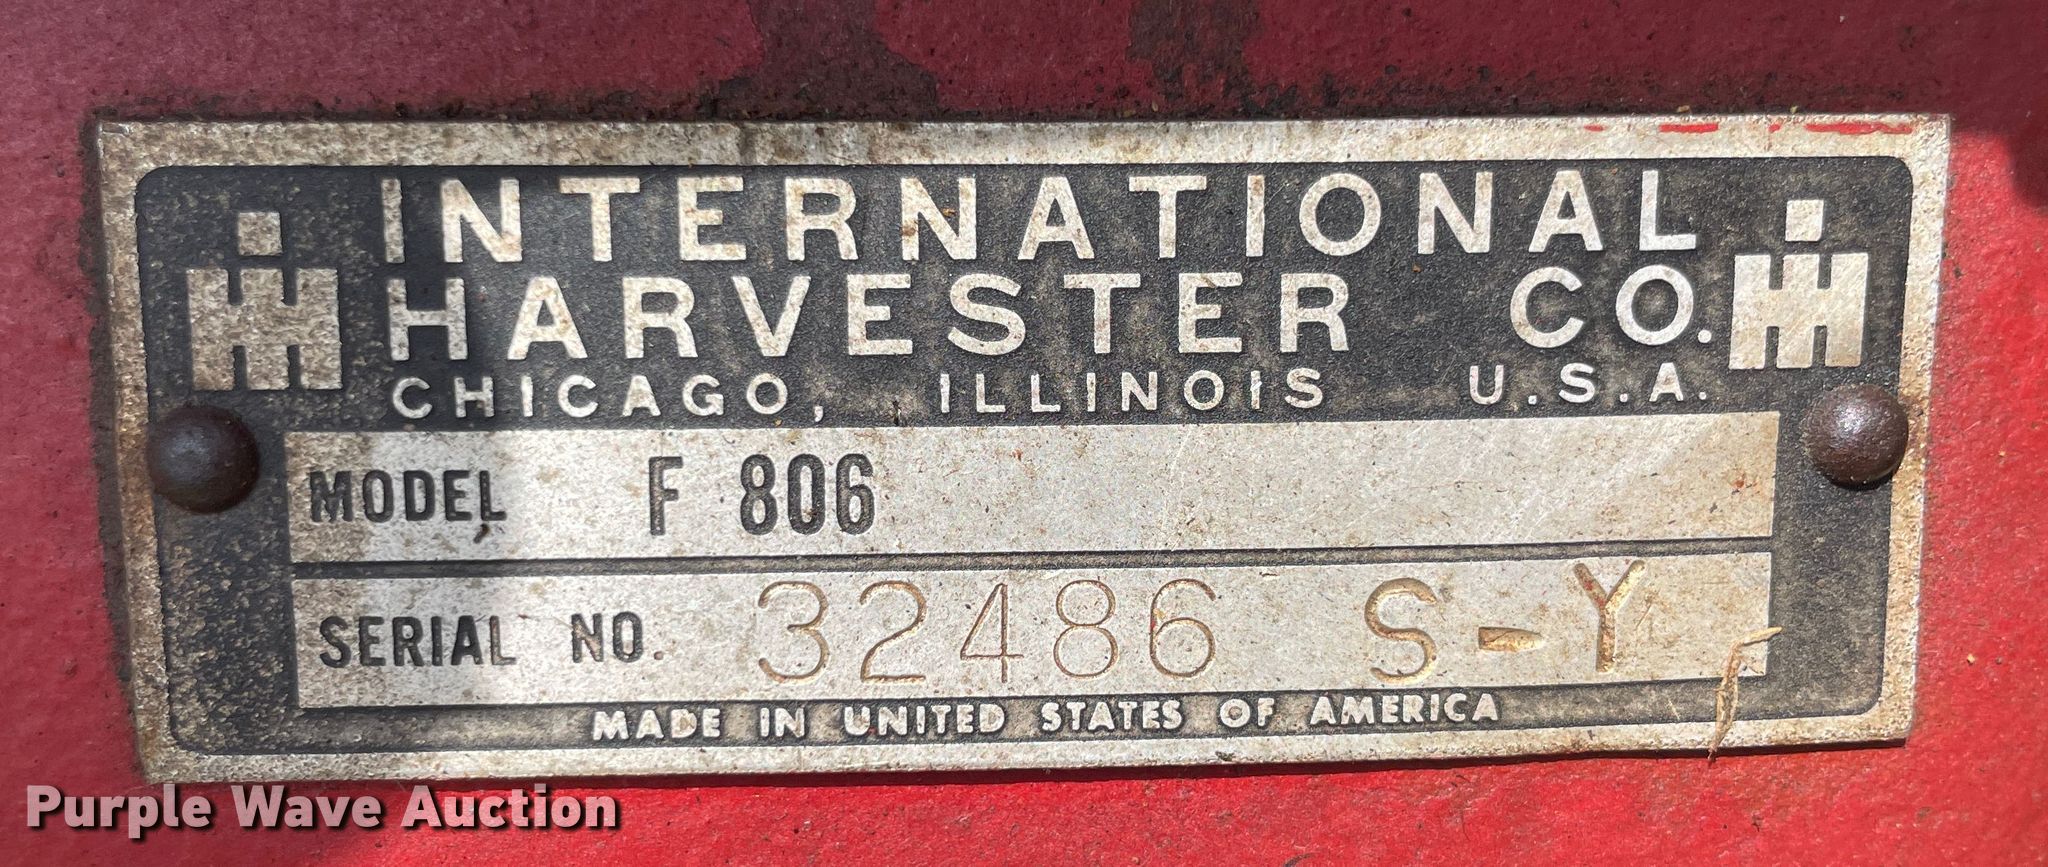 INTERNATIONAL
HARVESTER CO.
CHICAGO, ILLINOIS U.S.A.
MODEL F 806
SERIAL NO. 32486 S-Y
MADE IN UNITED STATES OF AMERICA
Purple Wave Auction